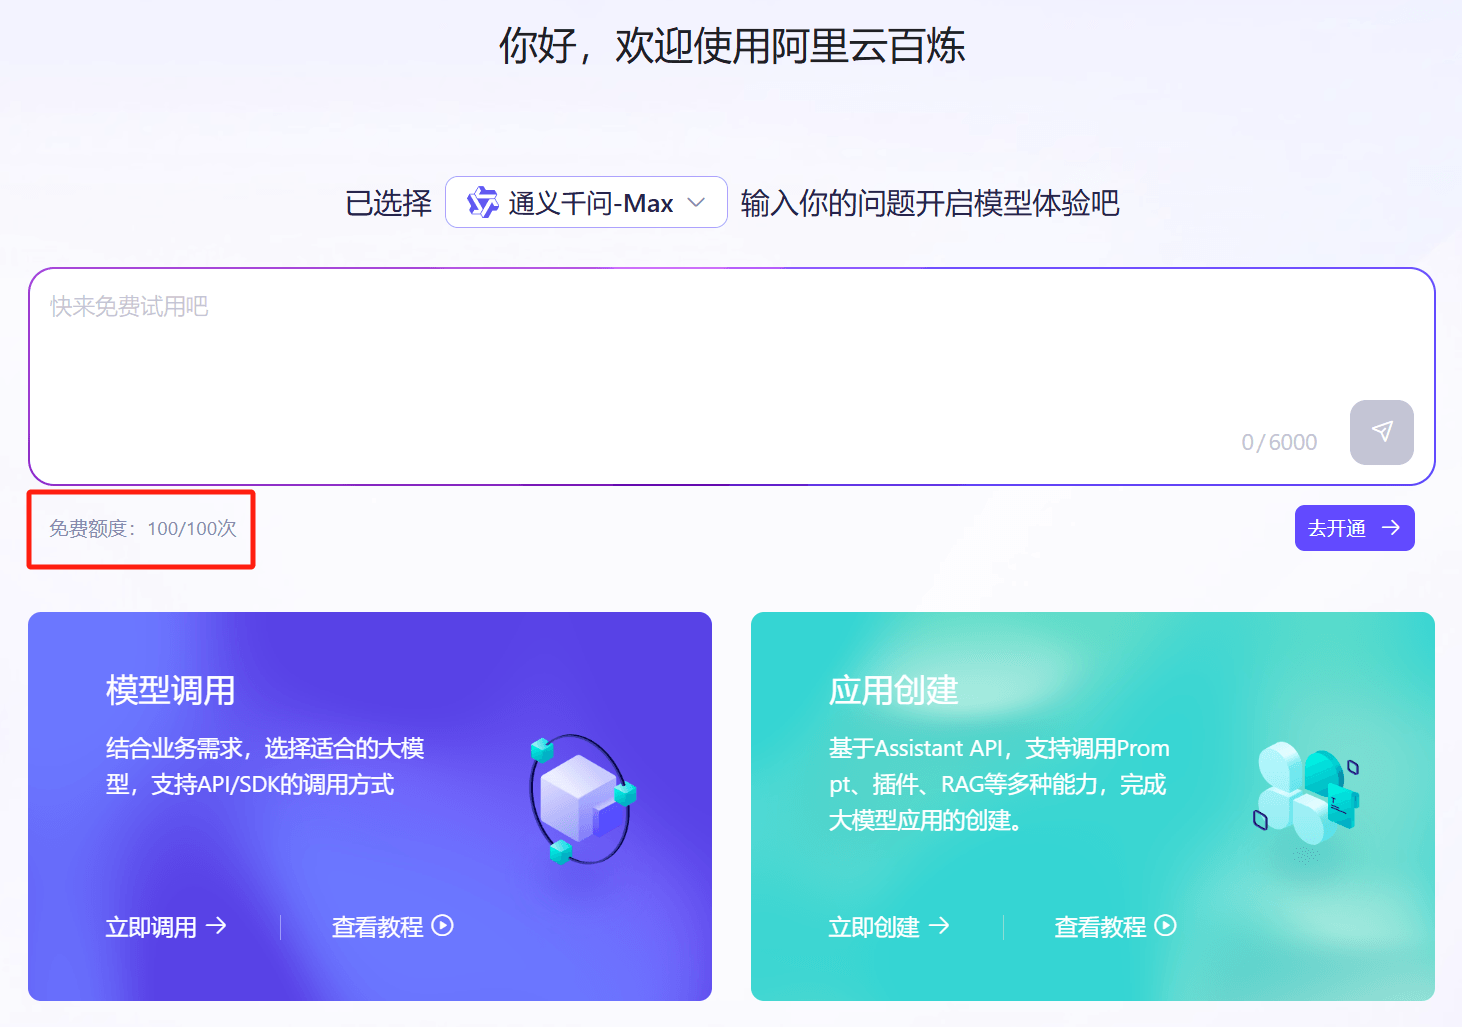 你好，欢迎使用阿里云百炼
已选择 通义千问-Max 输入你的问题开启模型体验吧
快来免费试用吧
0/6000
免费额度：100/100次
去开通
模型调用
结合业务需求，选择适合的大模
型，支持API/SDK的调用方式
立即调用 查看教程
应用创建
基于Assistant API，支持调用Prom
pt、插件、RAG等多种能力，完成
大模型应用的创建。
立即创建 查看教程